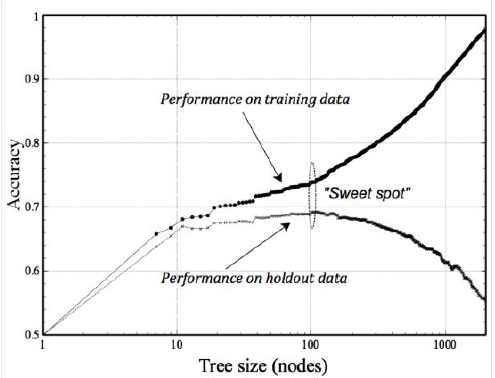 1
0.9
Performance on training data
0.8
Accuracy
"Sweet spot"
0.7
0.6
Performance on holdout data
0.5
1
10
100
1000
Tree size (nodes)